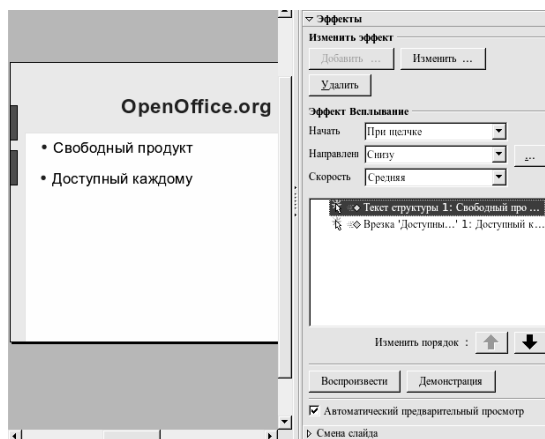 OpenOffice.org
• Свободный продукт
• Доступный каждому
Эффекты
Изменить эффект
Добавить ...
Изменить ...
Удалить
Эффект Всплывание
Начать
При щелчке
Направлен
Снизу
...
Скорость
Средняя
Текст структуры 1: Свободный про ...
Врезка 'Доступны...' 1: Доступный к...
Изменить порядок :
Воспроизвести
Демонстрация
Автоматический предварительный просмотр
Смена слайда